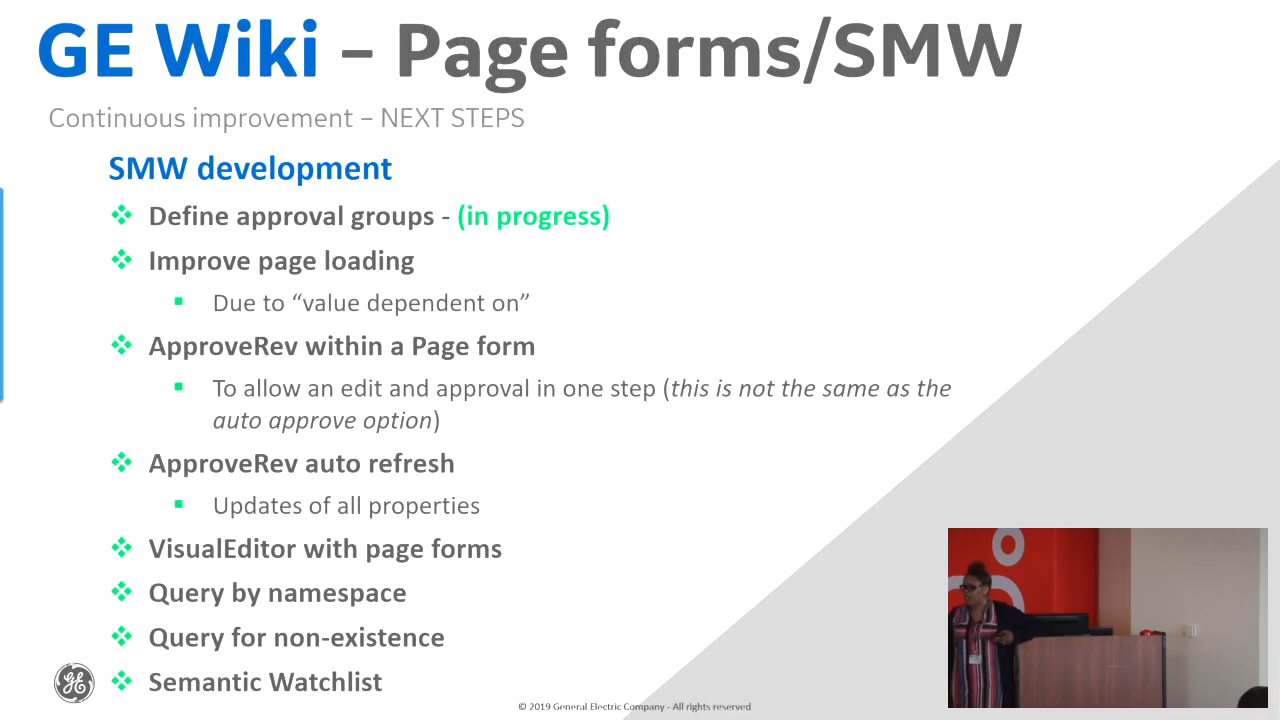 GE Wiki – Page forms/SMW
Continuous improvement – NEXT STEPS
SMW development
Define approval groups - (in progress)
Improve page loading
Due to “value dependent on”
ApproveRev within a Page form
To allow an edit and approval in one step (this is not the same as the
auto approve option)
ApproveRev auto refresh
Updates of all properties
VisualEditor with page forms
Query by namespace
Query for non-existence
Semantic Watchlist
GE
© 2019 General Electric Company - All rights reserved